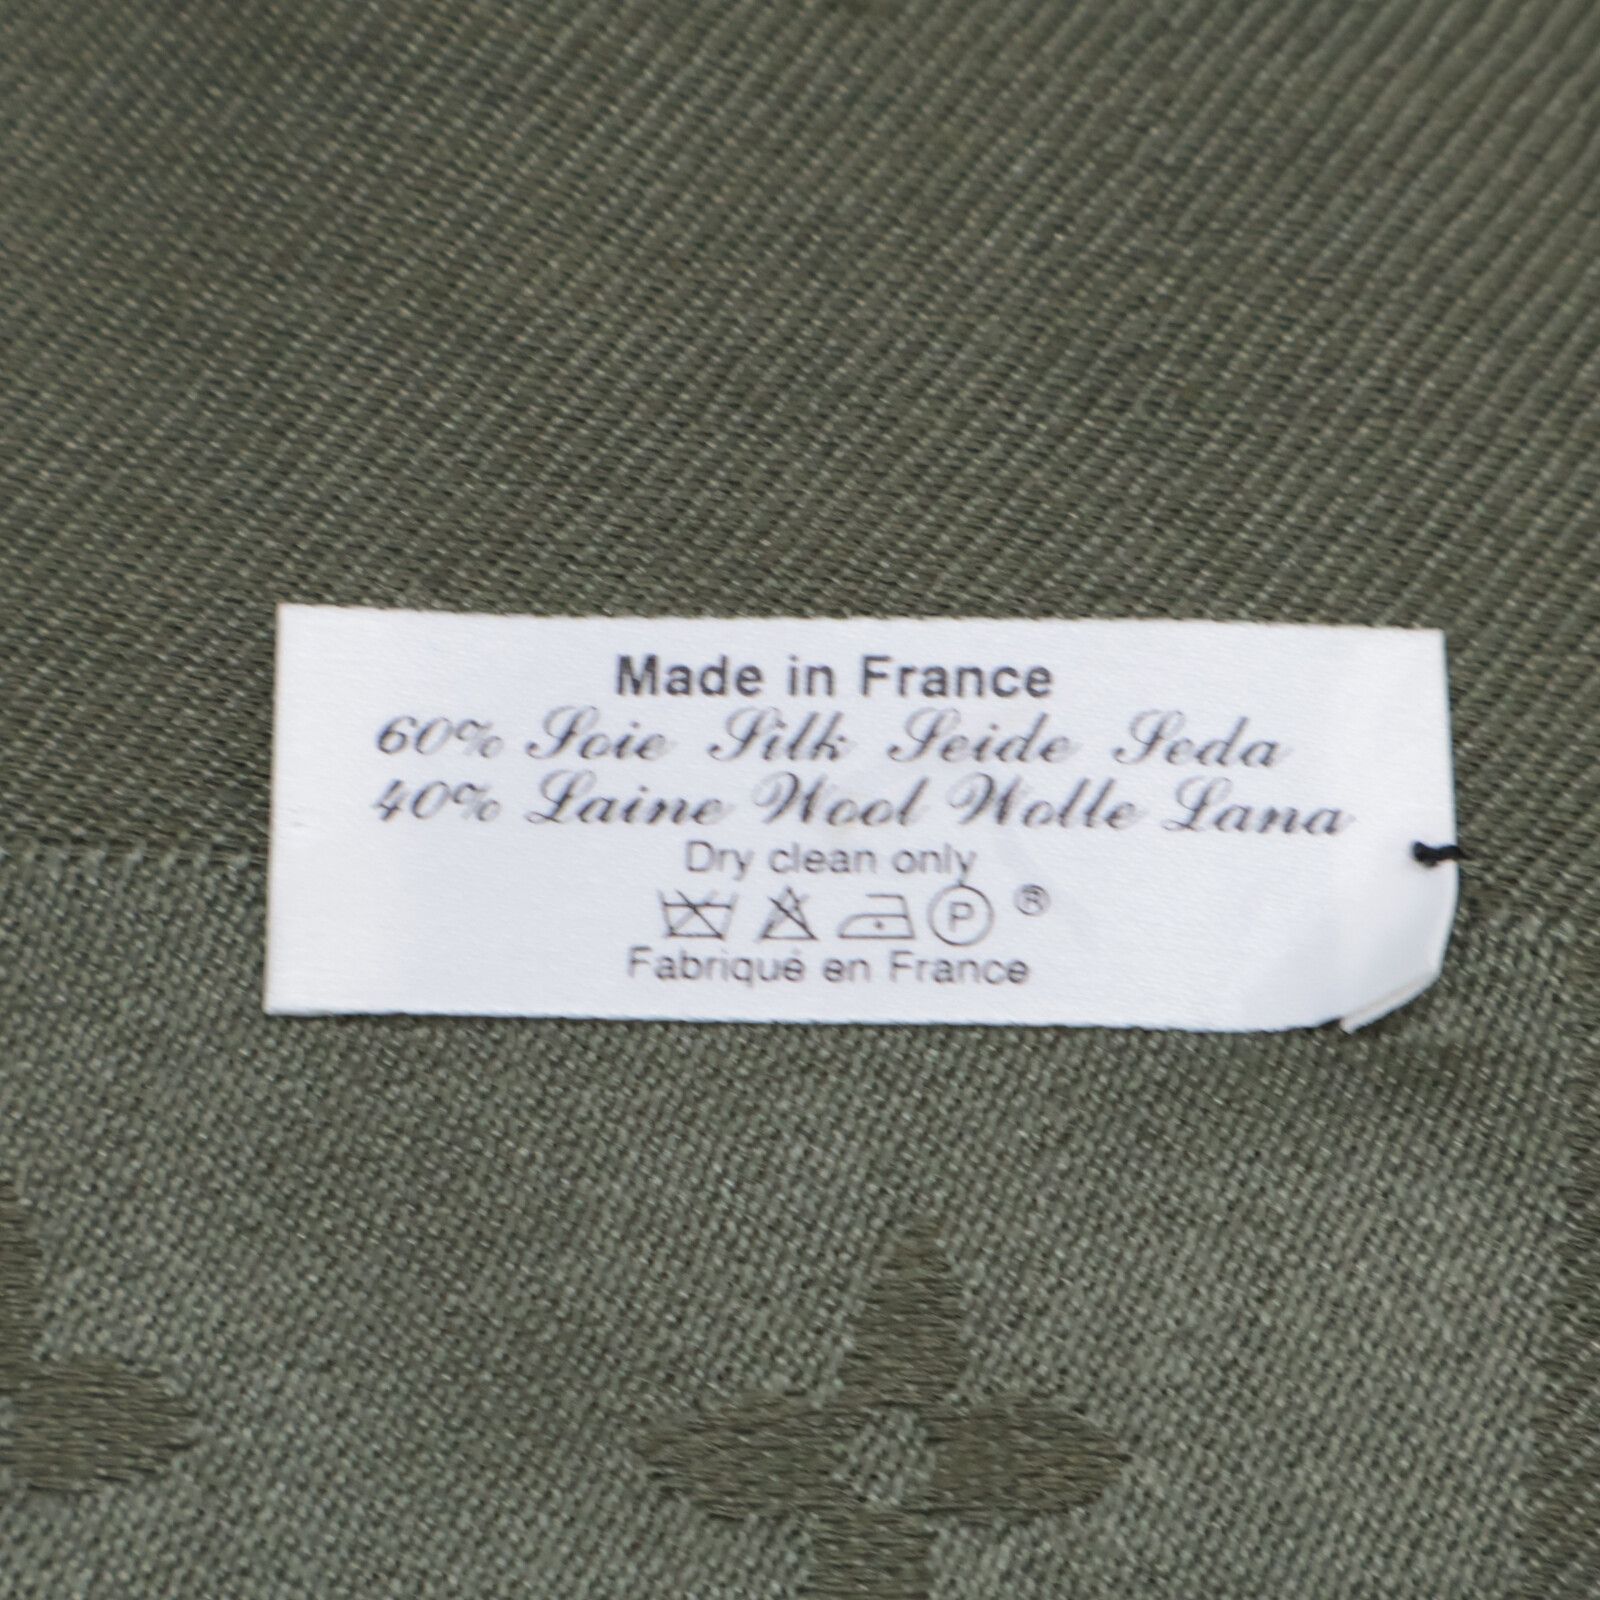 Made in France
60% Soie Silk Seide Seda
40% Laine Wool Wolle Lana
Dry clean only
P ®
Fabriqué en France